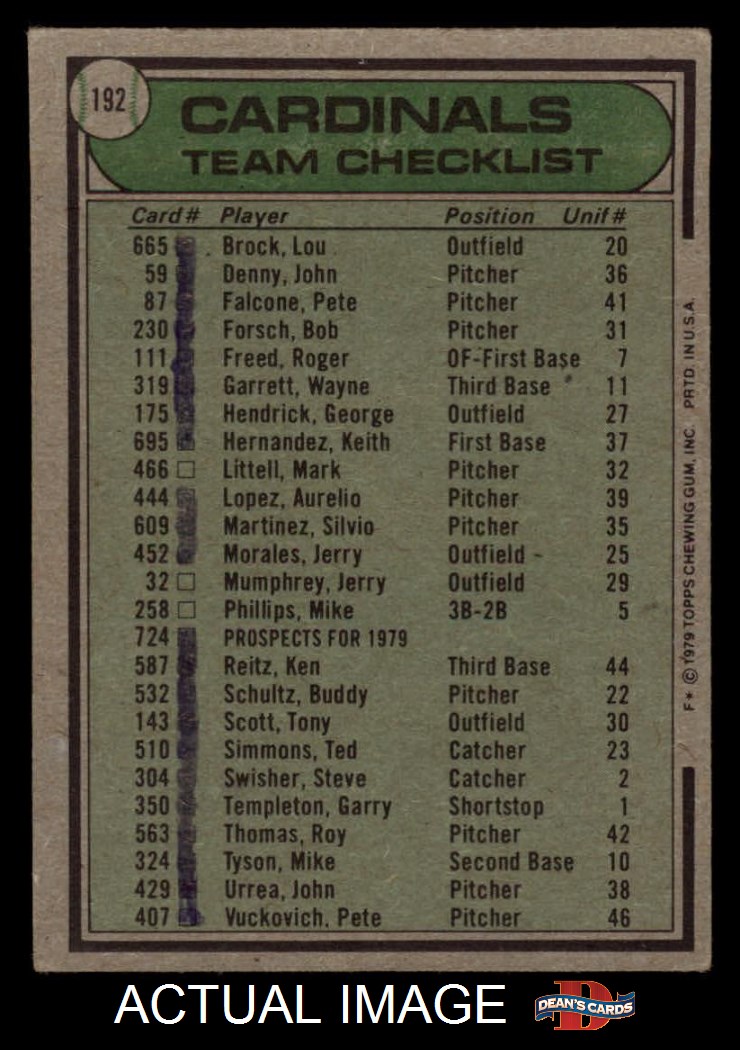 192
CARDINALS
TEAM CHECKLIST
Card# Player Position Unif#
665 Brock, Lou Outfield 20
59 Denny, John Pitcher 36
87 Falcone, Pete Pitcher 41
230 Forsch, Bob Pitcher 31
111 Freed, Roger OF-First Base 7
319 Garrett, Wayne Third Base 11
175 Hendrick, George Outfield 27
695 Hernandez, Keith First Base 37
466 Littell, Mark Pitcher 32
444 Lopez, Aurelio Pitcher 39
609 Martinez, Silvio Pitcher 35
452 Morales, Jerry Outfield 25
32 Mumphrey, Jerry Outfield 29
258 Phillips, Mike 3B-2B 5
724 PROSPECTS FOR 1979
587 Reitz, Ken Third Base 44
532 Schultz, Buddy Pitcher 22
143 Scott, Tony Outfield 30
510 Simmons, Ted Catcher 23
304 Swisher, Steve Catcher 2
350 Templeton, Garry Shortstop 1
563 Thomas, Roy Pitcher 42
324 Tyson, Mike Second Base 10
429 Urrea, John Pitcher 38
407 Vuckovich, Pete Pitcher 46
F* © 1979 TOPPS CHEWING GUM, INC. PRTD. IN U.S.A.
ACTUAL IMAGE
D
DEAN'S CARDS